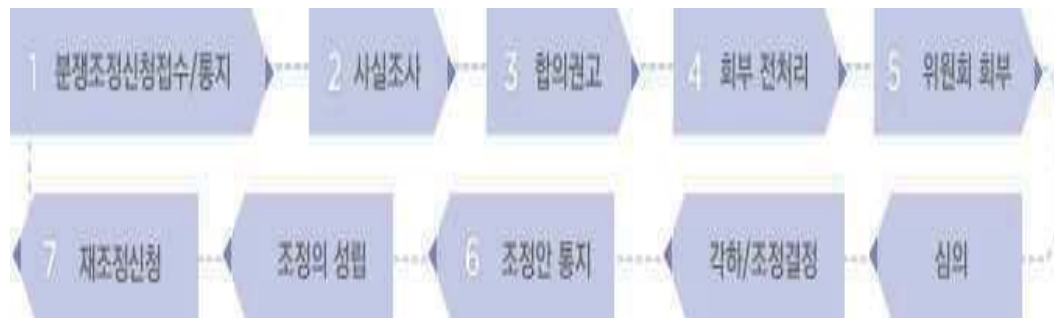 1 분쟁조정신청접수/통지
2 사실조사
3 합의권고
4 회부 전처리
5 위원회 회부
심의
각하/조정결정
6 조정안 통지
조정의 성립
7 재조정신청